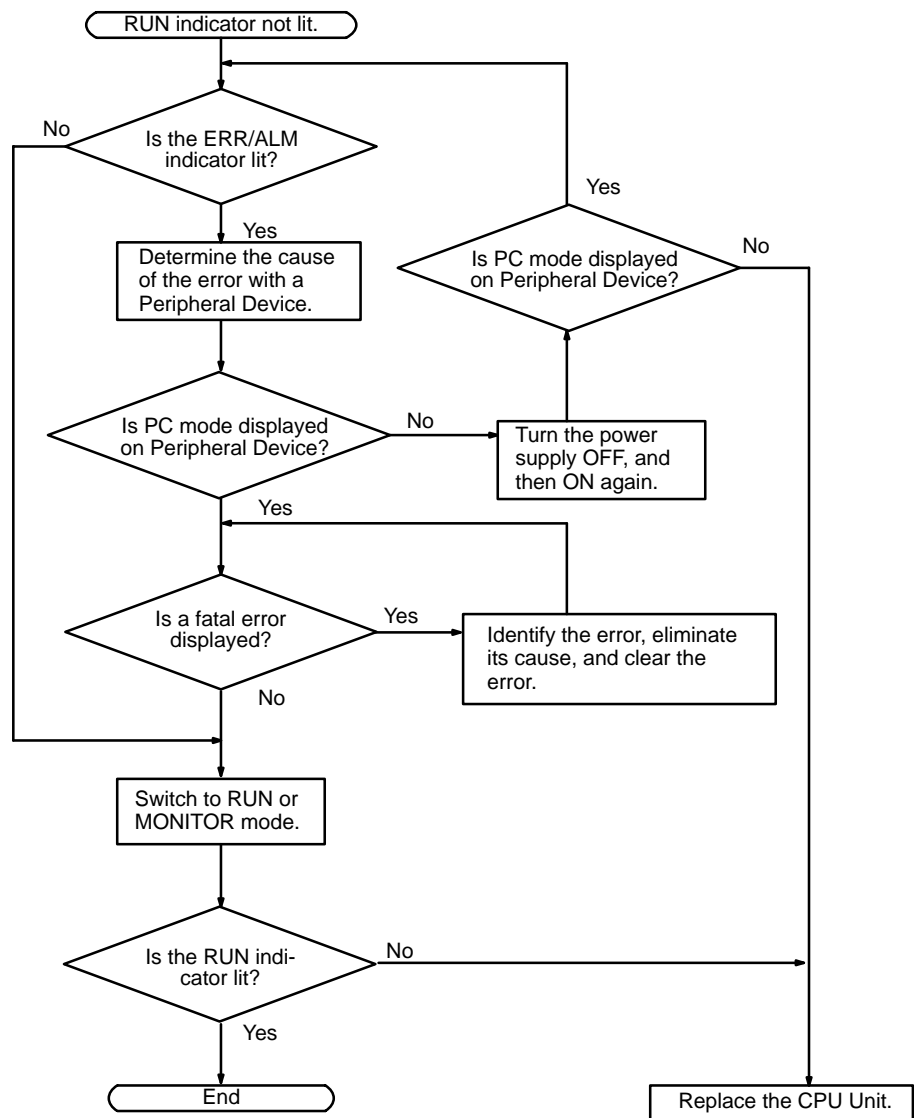 RUN indicator not lit.
No
Is the ERR/ALM
indicator lit?
Yes
Determine the cause
of the error with a
Peripheral Device.
Yes
Is PC mode displayed
on Peripheral Device?
No
Is PC mode displayed
on Peripheral Device?
No
Turn the power
supply OFF, and
then ON again.
Yes
Is a fatal error
displayed?
Yes
Identify the error, eliminate
its cause, and clear the
error.
No
Switch to RUN or
MONITOR mode.
Is the RUN indi-
cator lit?
No
Yes
End
Replace the CPU Unit.